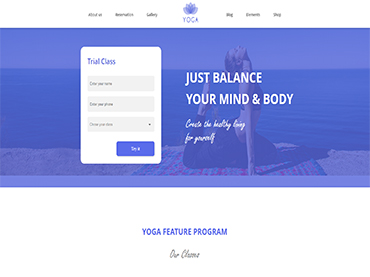 About us Reservation Gallery YOGA Blog Elements Shop
Trial Class
Enter your name
Enter your phone
Choose your class
Try it
JUST BALANCE
YOUR MIND & BODY
Create the healthy living
for yourself
YOGA FEATURE PROGRAM
Our Classes